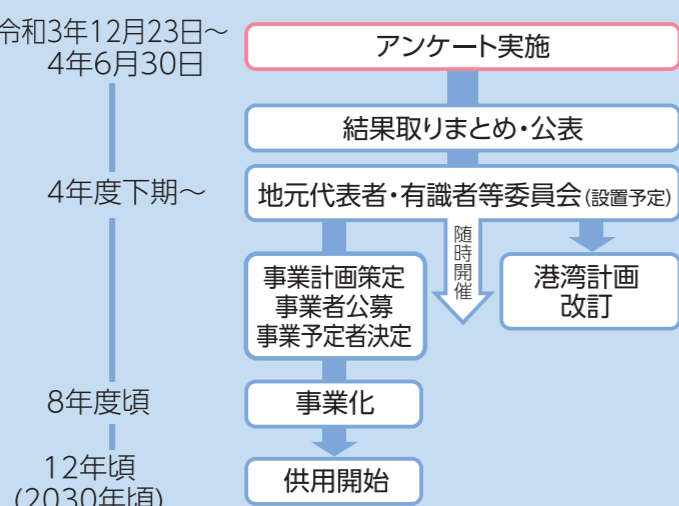 令和3年12月23日～
4年6月30日
アンケート実施
結果取りまとめ・公表
4年度下期～
地元代表者・有識者等委員会(設置予定)
随時開催
事業計画策定
事業者公募
事業予定者決定
港湾計画
改訂
8年度頃
事業化
12年頃
(2030年頃)
供用開始